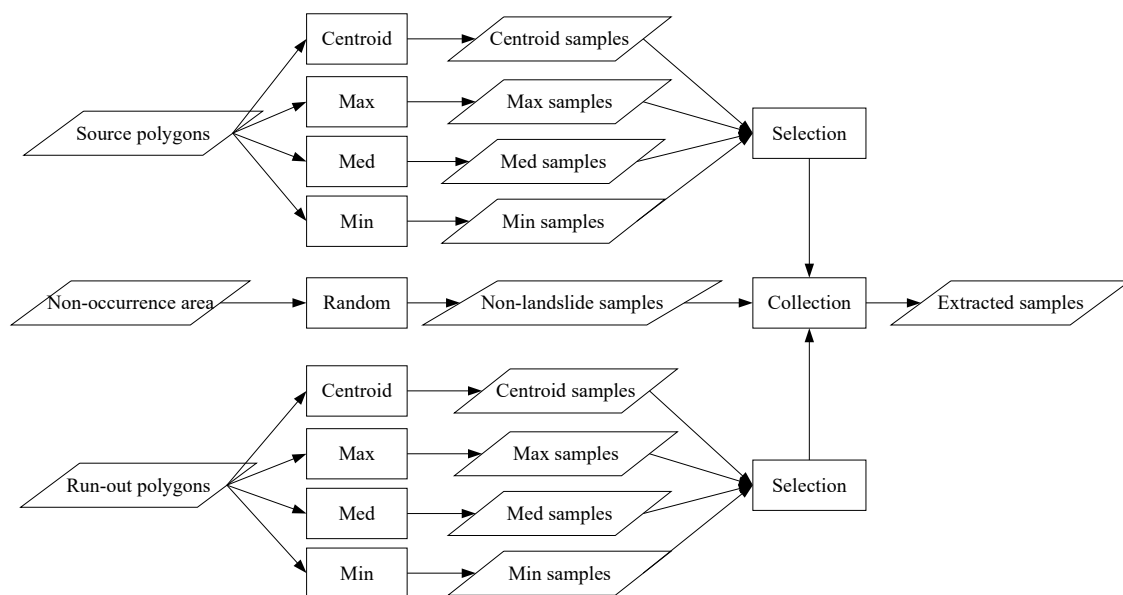 Centroid
Centroid samples
Max
Max samples
Source polygons
Selection
Med
Med samples
Min
Min samples
Non-occurrence area
Random
Non-landslide samples
Collection
Extracted samples
Centroid
Centroid samples
Max
Max samples
Run-out polygons
Selection
Med
Med samples
Min
Min samples